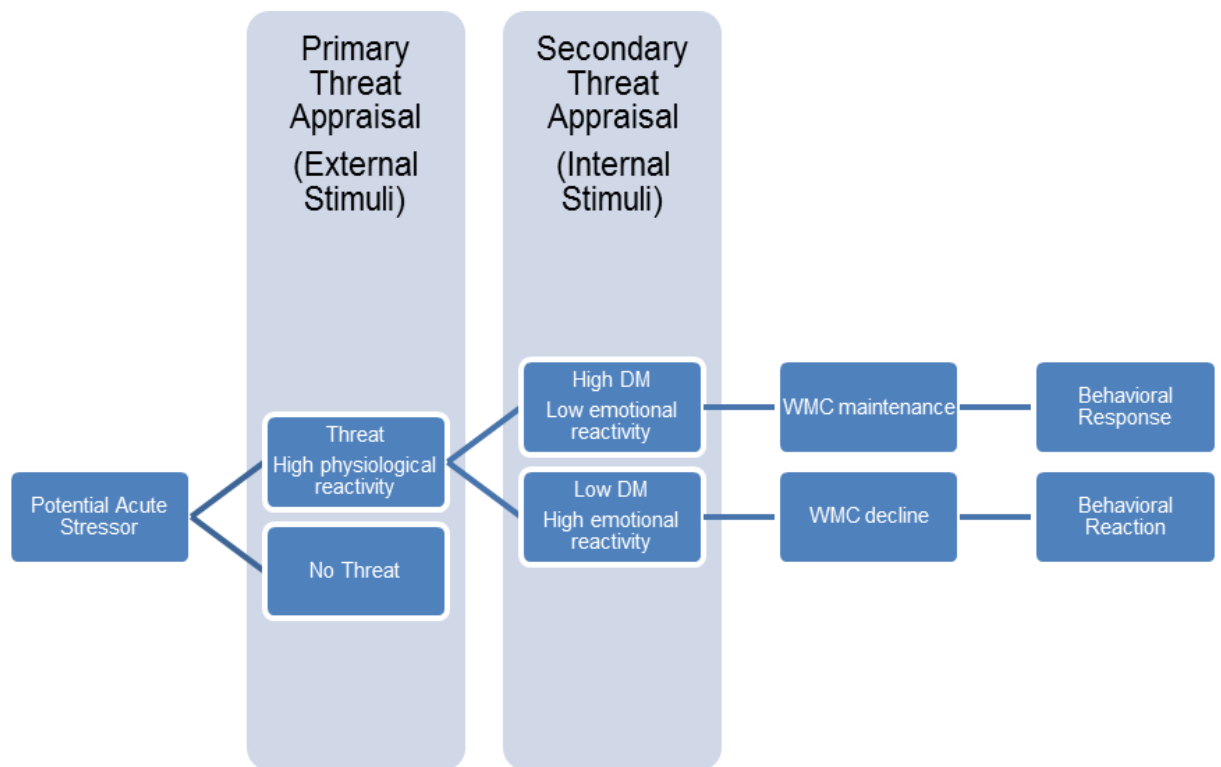 Primary
Threat
Appraisal
(External
Stimuli)
Secondary
Threat
Appraisal
(Internal
Stimuli)
Potential Acute
Stressor
Threat
High physiological
reactivity
No Threat
High DM
Low emotional
reactivity
Low DM
High emotional
reactivity
WMC maintenance
WMC decline
Behavioral
Response
Behavioral
Reaction